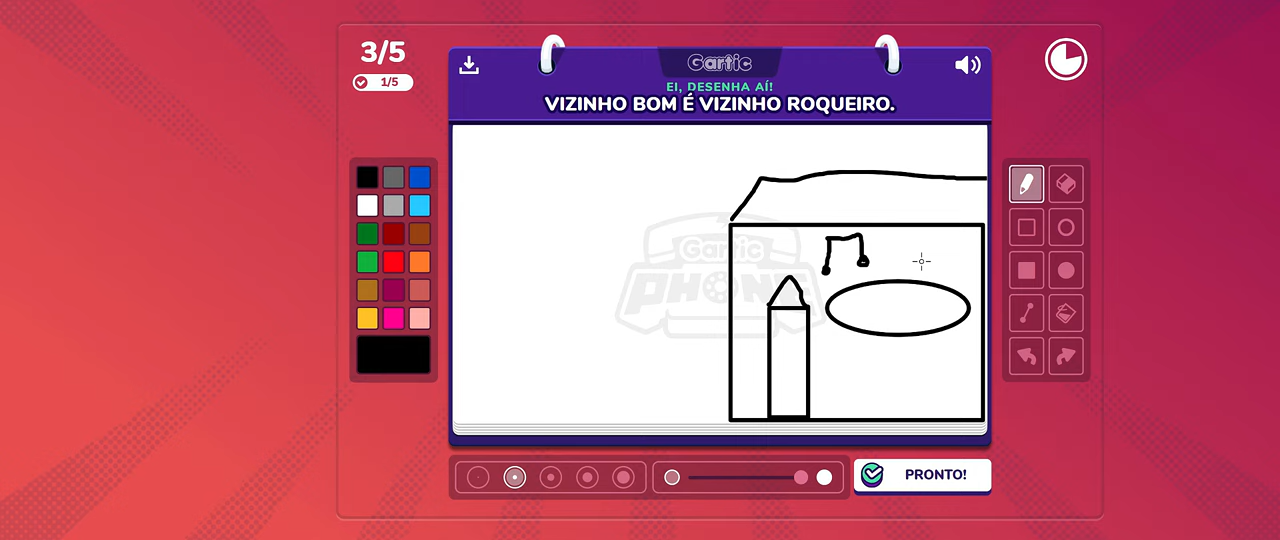 3/5
1/5
Gartic
EI, DESENHA AÍ!
VIZINHO BOM É VIZINHO ROQUEIRO.
Gartic
PHONE
PRONTO!